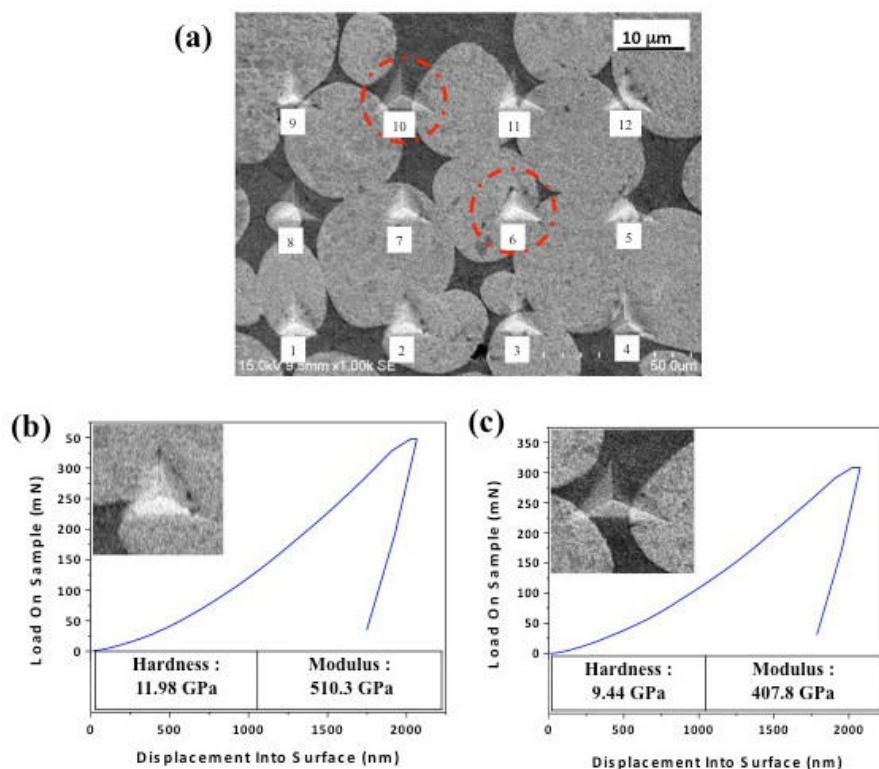 (a)
10 µm
9
10
11
12
8
7
6
5
1
2
3
4
15.0kV 9.5mm x1.00k SE
50.0um
(b)
Load On Sample (mN)
50
300
250
200
150
100
50
0
Hardness :
11.98 GPa
Modulus :
510.3 GPa
0
500
1000
1500
2000
Displacement Into Surface (nm)
(c)
Load On Sample (mN)
350
300
250
200
150
100
50
0
Hardness :
9.44 GPa
Modulus :
407.8 GPa
0
500
1000
1500
2000
Displacement Into Surface (nm)